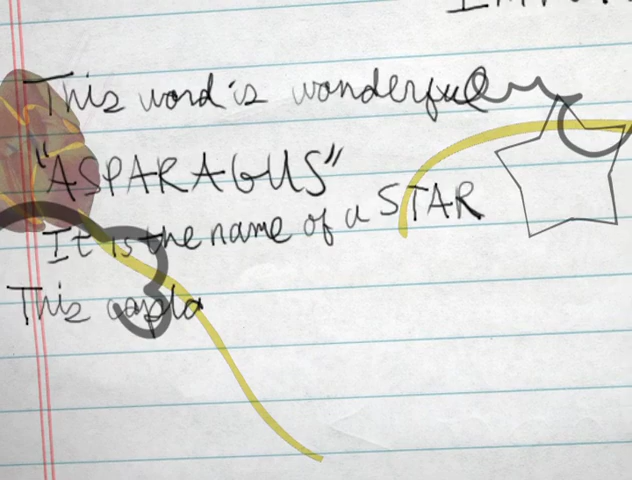 This word is wonderful
"ASPARAGUS"
It is the name of a STAR
This